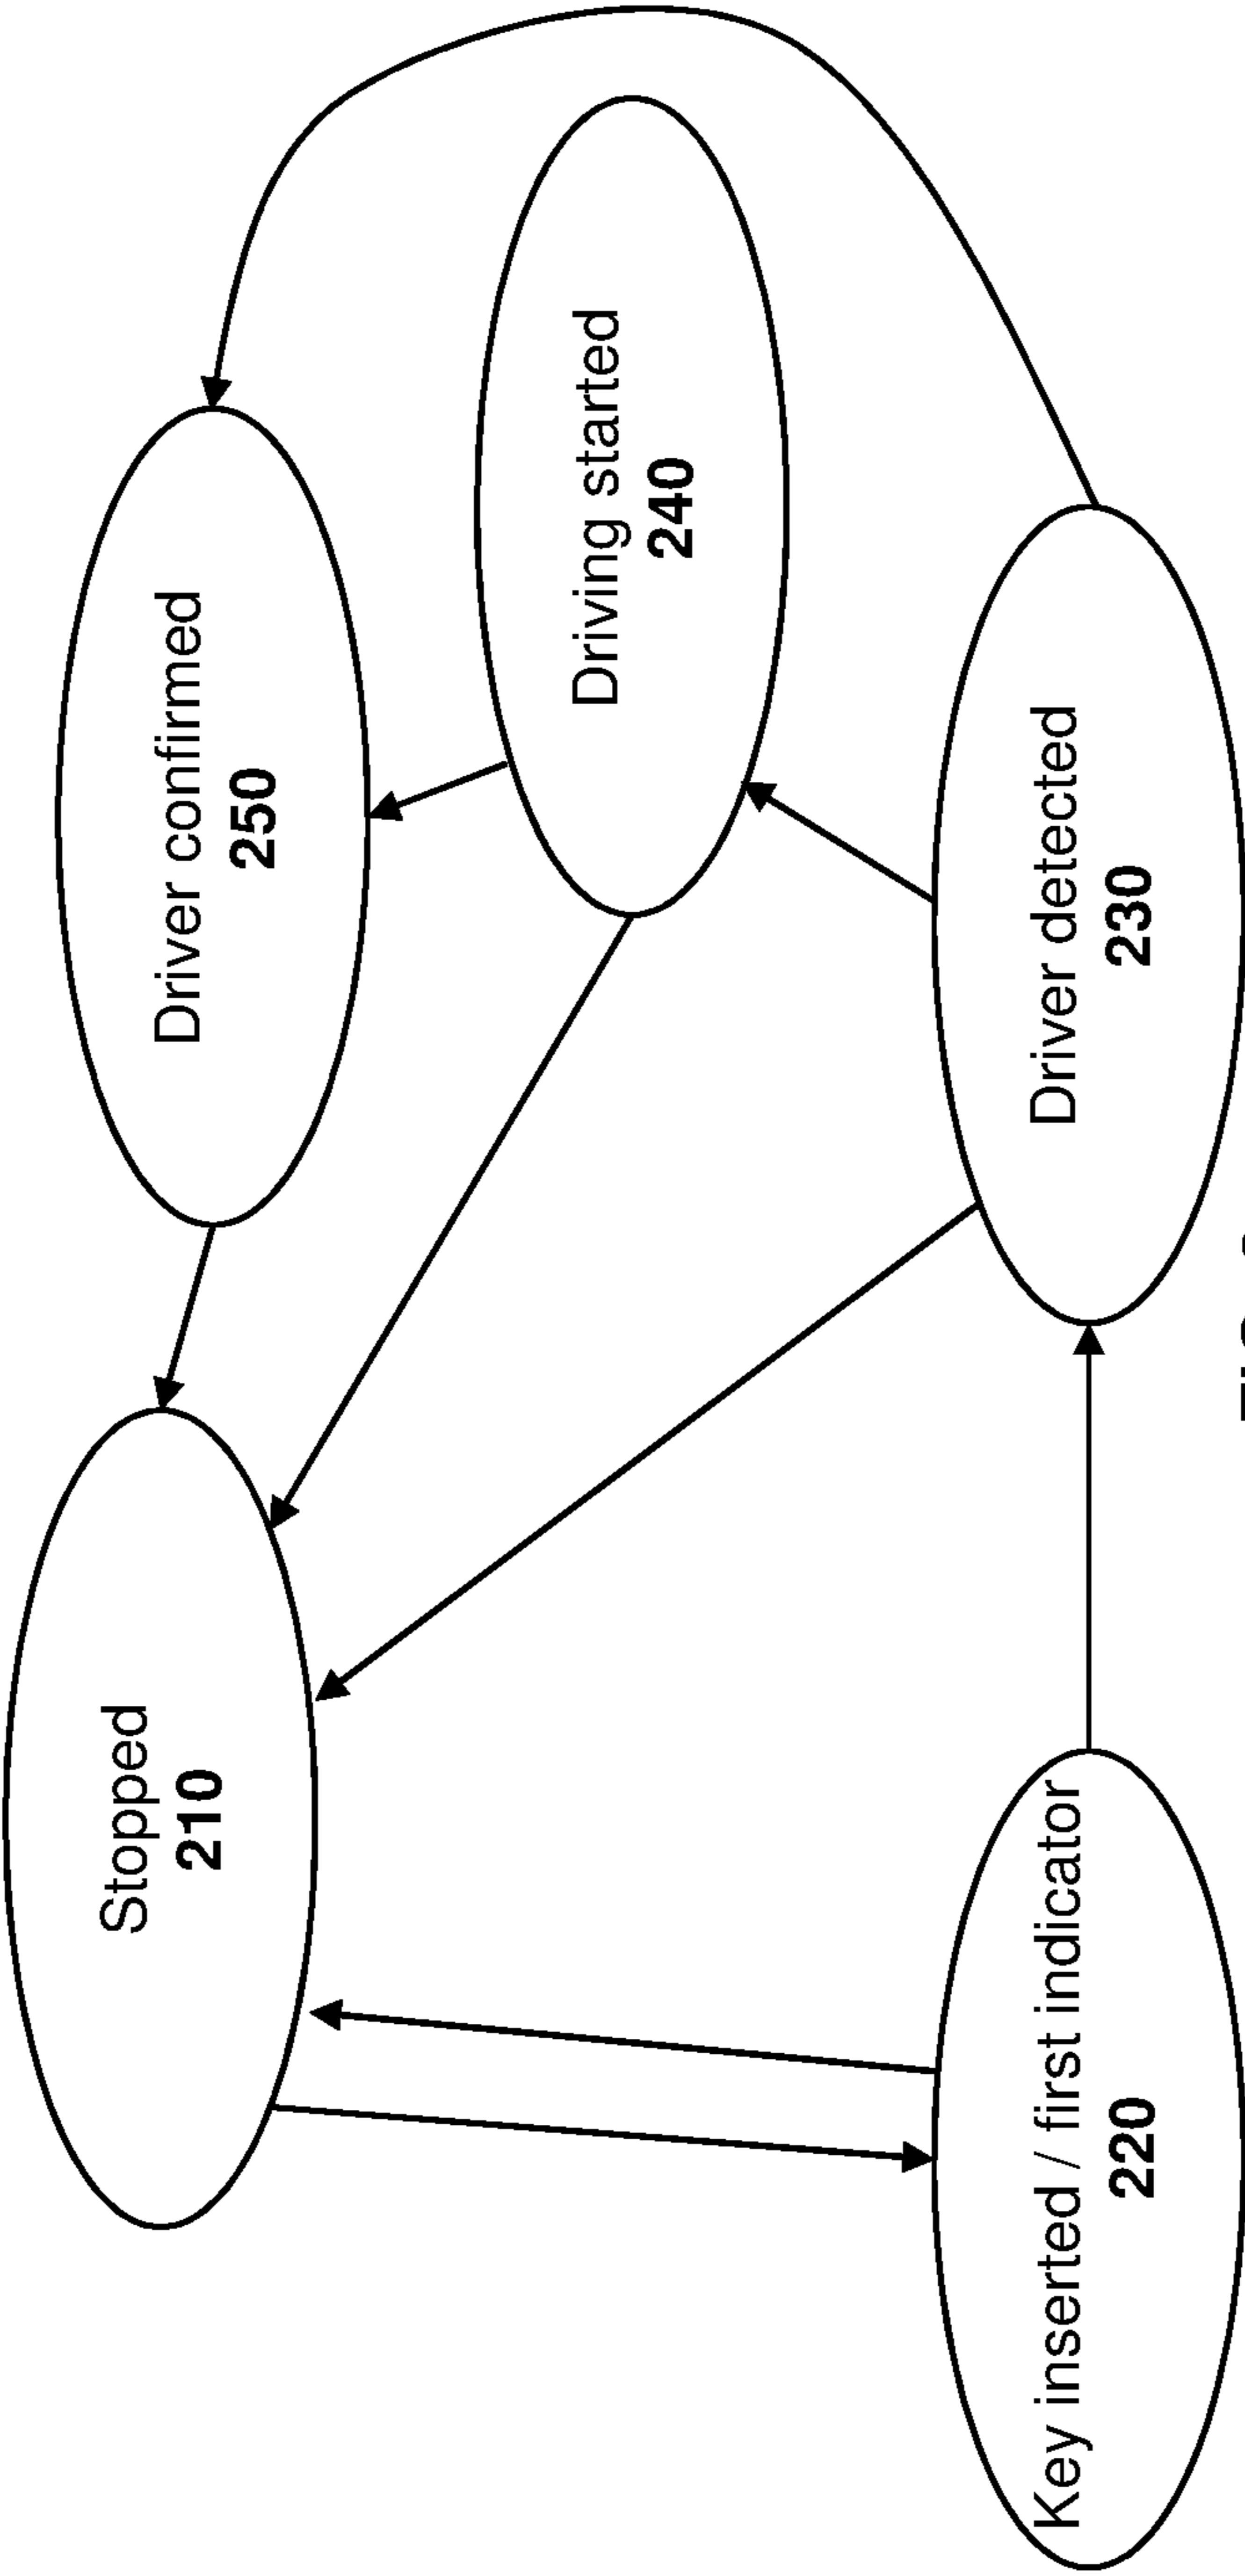 Stopped
210
Driver confirmed
250
Driving started
240
Key inserted / first indicator
220
Driver detected
230